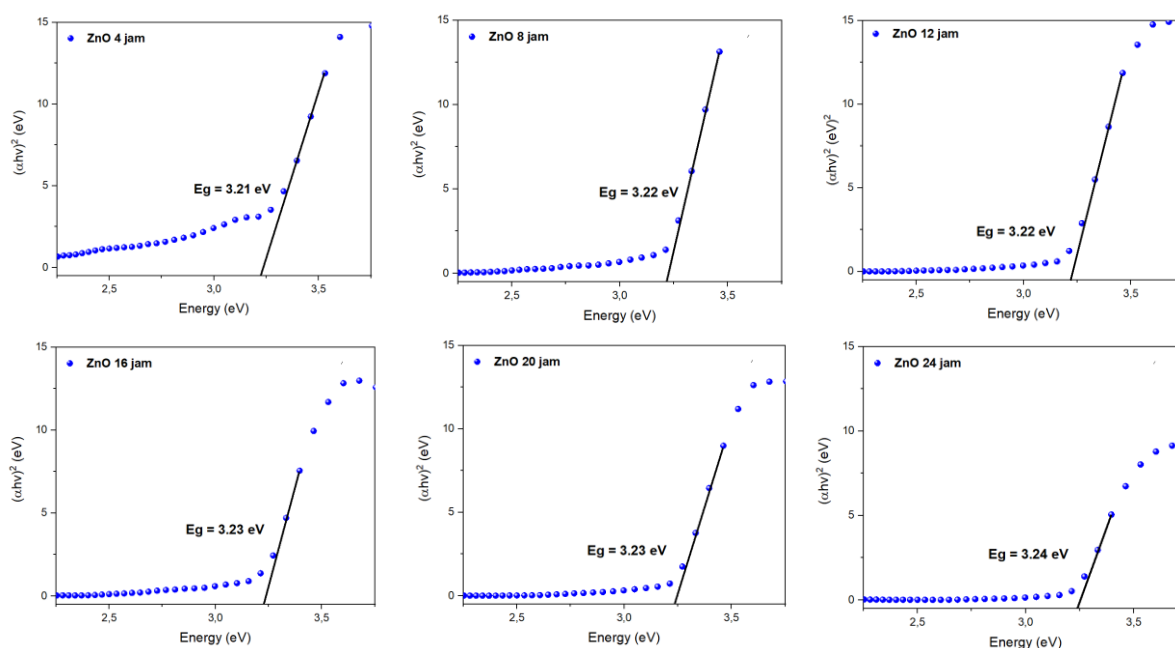 15
ZnO 4 jam
10
(αhv)² (eV)
5
Eg = 3.21 eV
0
2,5
3,0
3,5
Energy (eV)
15
ZnO 8 jam
10
(αhv)² (eV)
5
Eg = 3.22 eV
0
2,5
3,0
3,5
Energy (eV)
15
ZnO 12 jam
10
(αhv)² (eV)²
5
Eg = 3.22 eV
0
2,5
3,0
3,5
Energy (eV)
15
ZnO 16 jam
10
(αhv)² (eV)
5
Eg = 3.23 eV
0
2,5
3,0
3,5
Energy (eV)
15
ZnO 20 jam
10
(αhv)² (eV)
5
Eg = 3.23 eV
0
2,5
3,0
3,5
Energy (eV)
15
ZnO 24 jam
10
(αhv)² (eV)
5
Eg = 3.24 eV
0
2,5
3,0
3,5
Energy (eV)